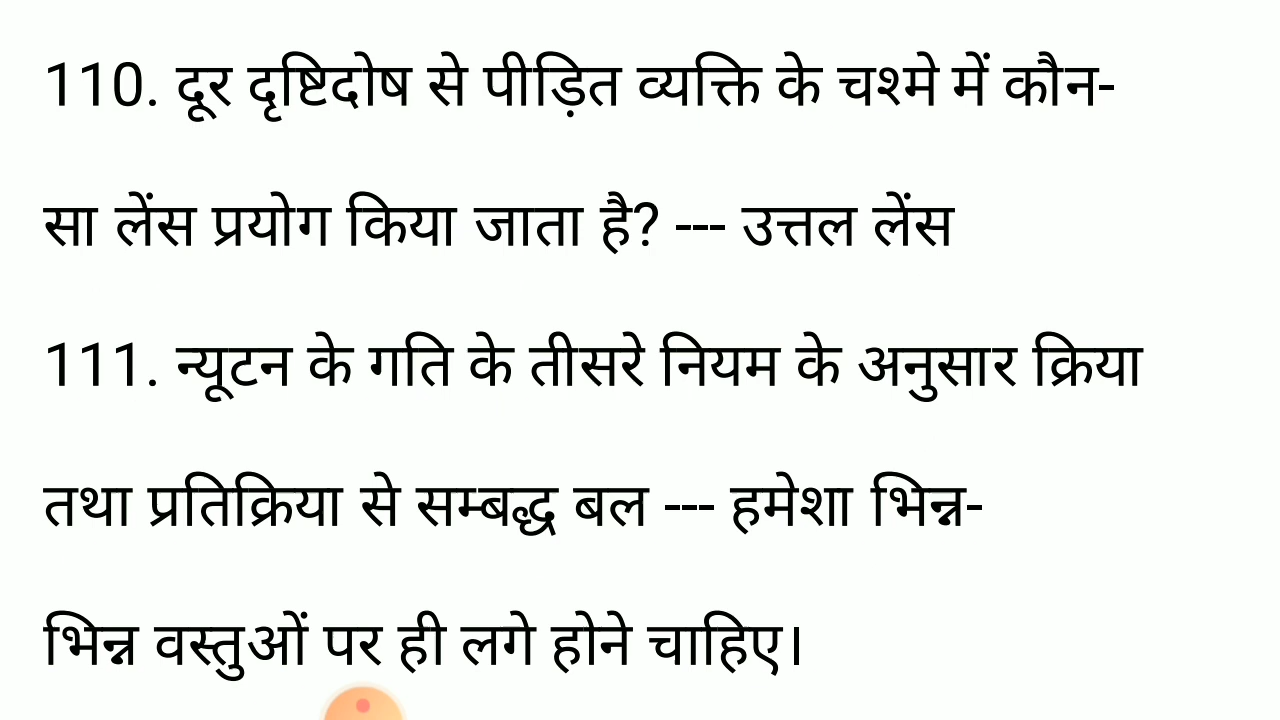 110. दूर दृष्टिदोष से पीड़ित व्यक्ति के चश्मे में कौन-
सा लेंस प्रयोग किया जाता है? --- उत्तल लेंस
111. न्यूटन के गति के तीसरे नियम के अनुसार क्रिया
तथा प्रतिक्रिया से सम्बद्ध बल --- हमेशा भिन्न-
भिन्न वस्तुओं पर ही लगे होने चाहिए।